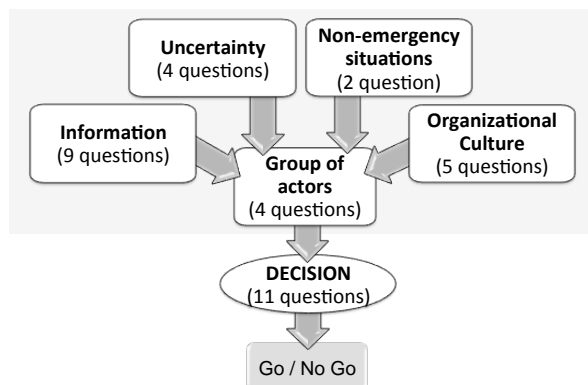 Uncertainty
(4 questions)
Non-emergency
situations
(2 question)
Information
(9 questions)
Organizational
Culture
(5 questions)
Group of
actors
(4 questions)
DECISION
(11 questions)
Go / No Go